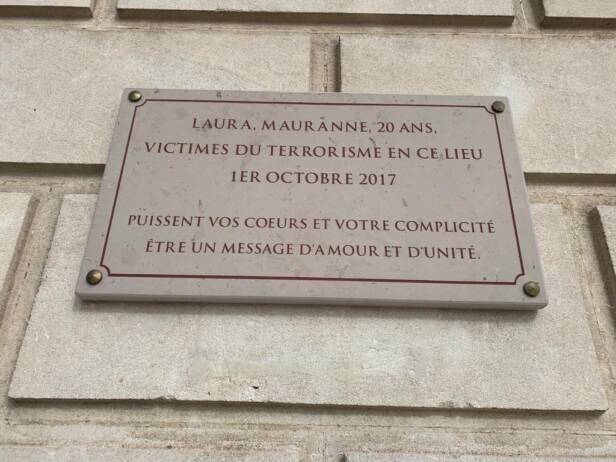 LAURA, MAURANNE, 20 ANS,
VICTIMES DU TERRORISME EN CE LIEU
1ER OCTOBRE 2017
PUISSENT VOS COEURS ET VOTRE COMPLICITÉ
ÊTRE UN MESSAGE D'AMOUR ET D'UNITÉ.